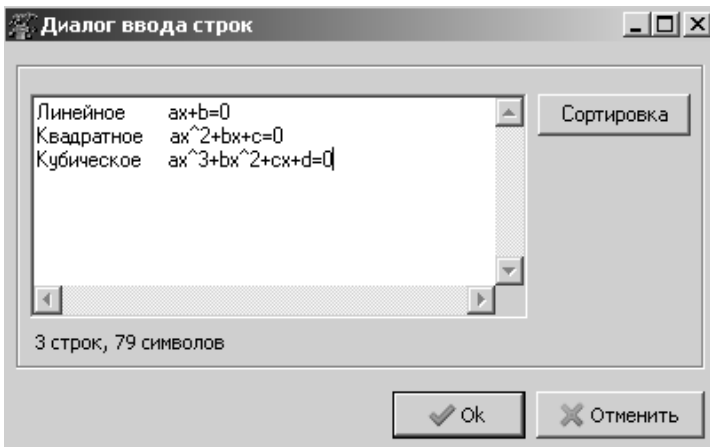 Диалог ввода строк
Линейное ax+b=0
Квадратное ax^2+bx+c=0
Кубическое ax^3+bx^2+cx+d=0
Сортировка
3 строк, 79 символов
Ok
Отменить